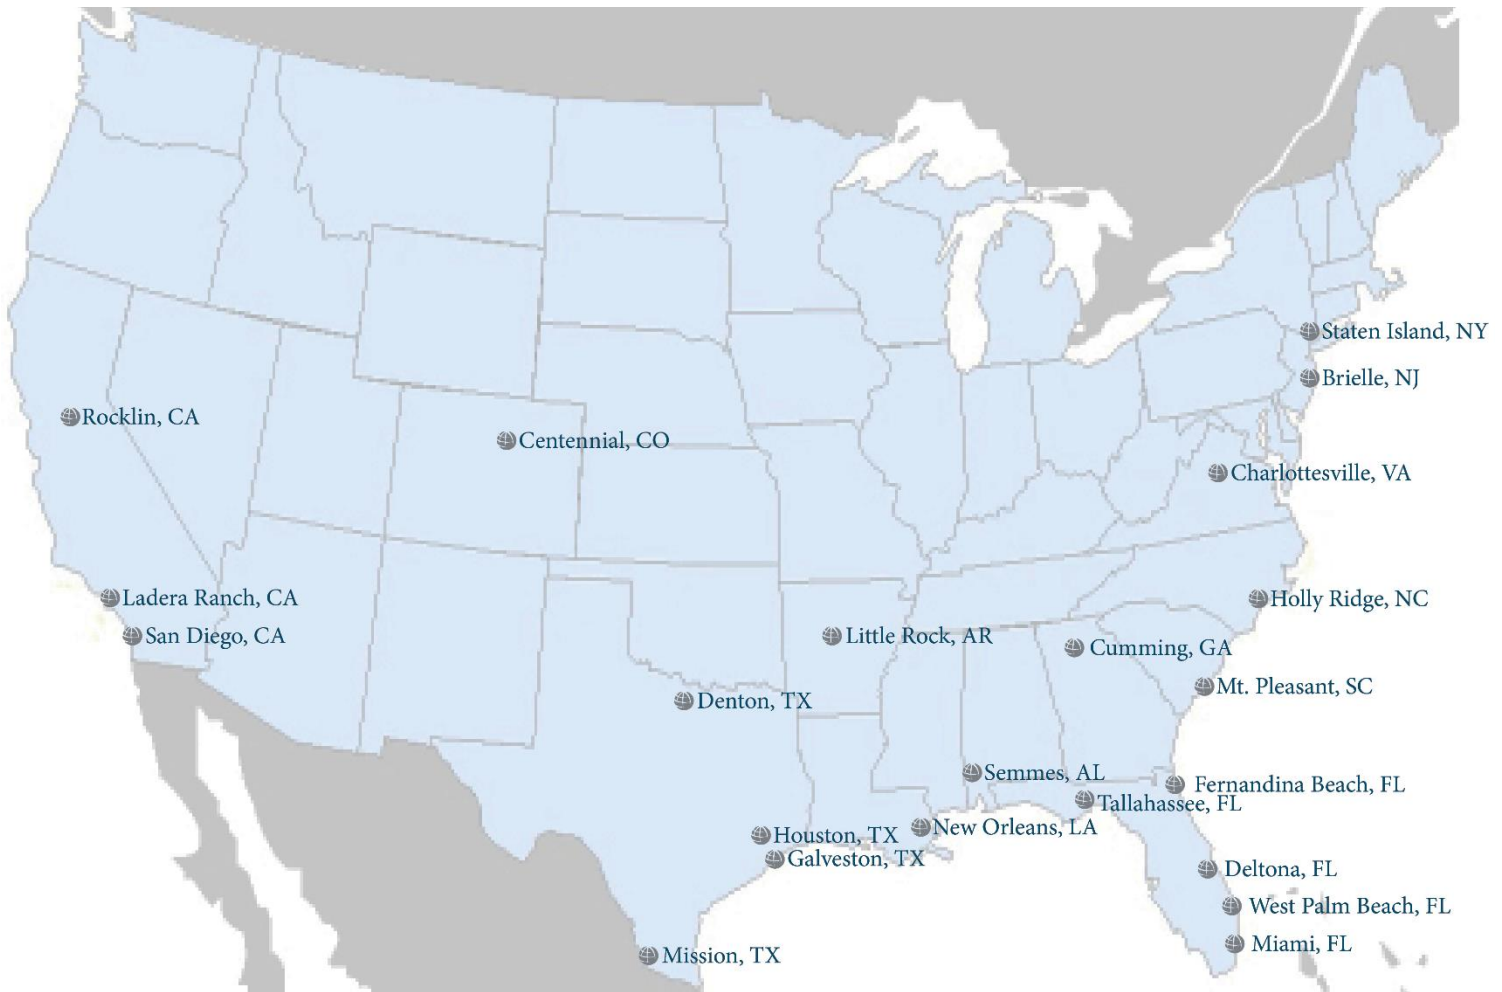 Staten Island, NY
Brielle, NJ
Rocklin, CA
Centennial, CO
Charlottesville, VA
Ladera Ranch, CA
Holly Ridge, NC
San Diego, CA
Little Rock, AR
Cumming, GA
Mt. Pleasant, SC
Denton, TX
Semmes, AL
Fernandina Beach, FL
Tallahassee, FL
New Orleans, LA
Houston, TX
Galveston, TX
Deltona, FL
West Palm Beach, FL
Miami, FL
Mission, TX